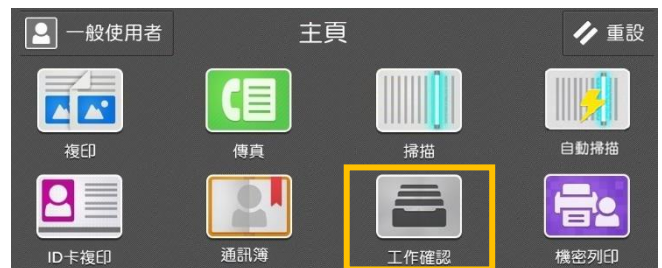 一般使用者
主頁
重設
複印
傳真
掃描
自動掃描
ID卡複印
通訊簿
工作確認
機密列印